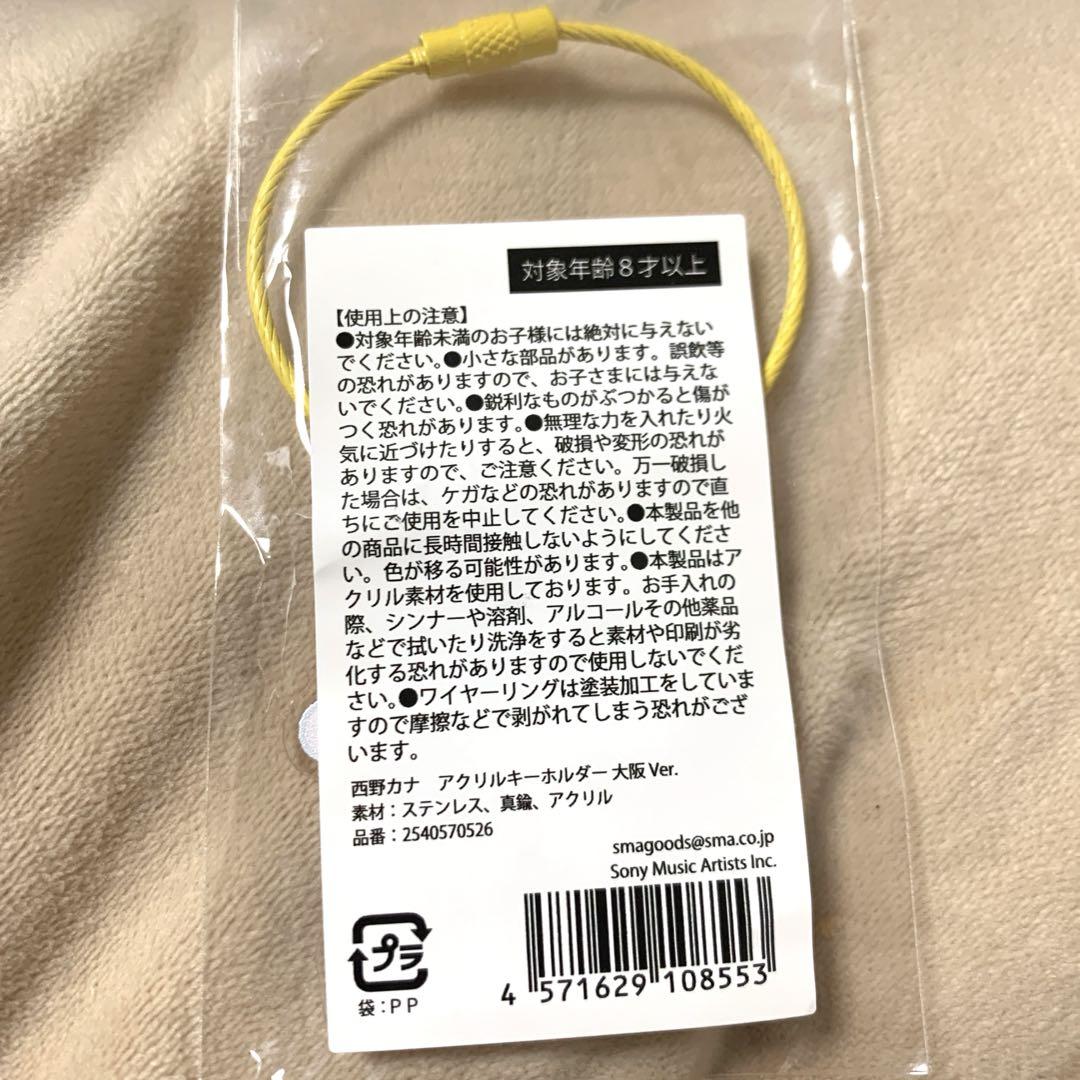 対象年齢8才以上
【使用上の注意】
●対象年齢未満のお子様には絶対に与えない
でください。●小さな部品があります。誤飲等
の恐れがありますので、お子さまには与えな
いでください。●鋭利なものがぶつかると傷が
つく恐れがあります。●無理な力を入れたり火
気に近づけたりすると、破損や変形の恐れが
ありますので、ご注意ください。万一破損し
た場合は、ケガなどの恐れがありますので直
ちにご使用を中止してください。●本製品を他
の商品に長時間接触しないようにしてくださ
い。色が移る可能性があります。●本製品はア
クリル素材を使用しております。お手入れの
際、シンナーや溶剤、アルコールその他薬品
などで拭いたり洗浄をすると素材や印刷が劣
化する恐れがありますので使用しないでくだ
さい。●ワイヤーリングは塗装加工をしていま
すので摩擦などで剥がれてしまう恐れがござ
います。
西野カナ　アクリルキーホルダー 大阪 Ver.
素材：ステンレス、真鍮、アクリル
品番：2540570526
smagoods@sma.co.jp
Sony Music Artists Inc.
プラ
袋：PP
4 571629 108553